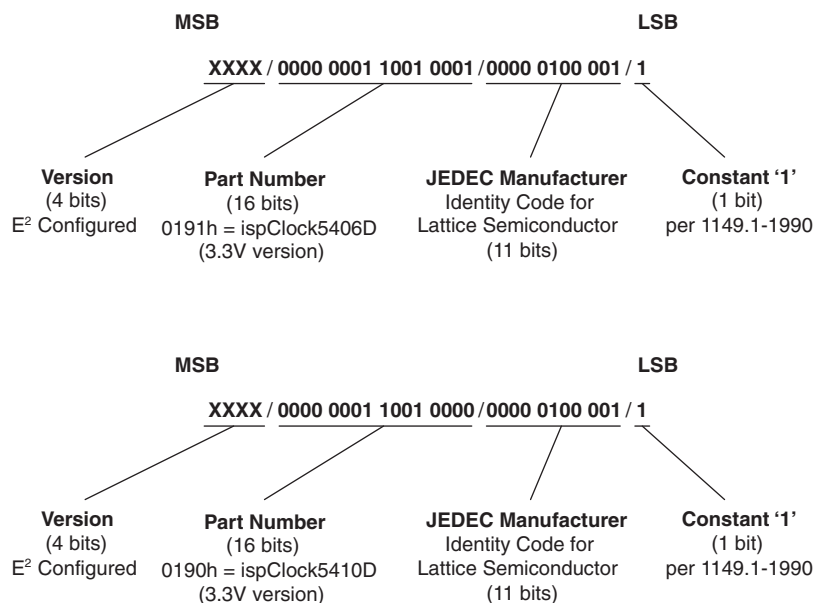 MSB LSB
XXXX / 0000 0001 1001 0001 / 0000 0100 001 / 1
Version Part Number JEDEC Manufacturer Constant ‘1’
(4 bits) (16 bits) Identity Code for (1 bit)
E² Configured 0191h = ispClock5406D Lattice Semiconductor per 1149.1-1990
(3.3V version) (11 bits)
MSB LSB
XXXX / 0000 0001 1001 0000 / 0000 0100 001 / 1
Version Part Number JEDEC Manufacturer Constant ‘1’
(4 bits) (16 bits) Identity Code for (1 bit)
E² Configured 0190h = ispClock5410D Lattice Semiconductor per 1149.1-1990
(3.3V version) (11 bits)